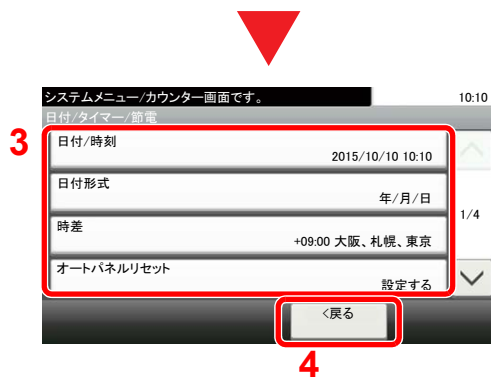 システムメニュー/カウンター画面です。 10:10
日付/タイマー/節電
3
日付/時刻
2015/10/10 10:10
日付形式
年/月/日
1/4
時差
+09:00 大阪、札幌、東京
オートパネルリセット
設定する
<戻る
4